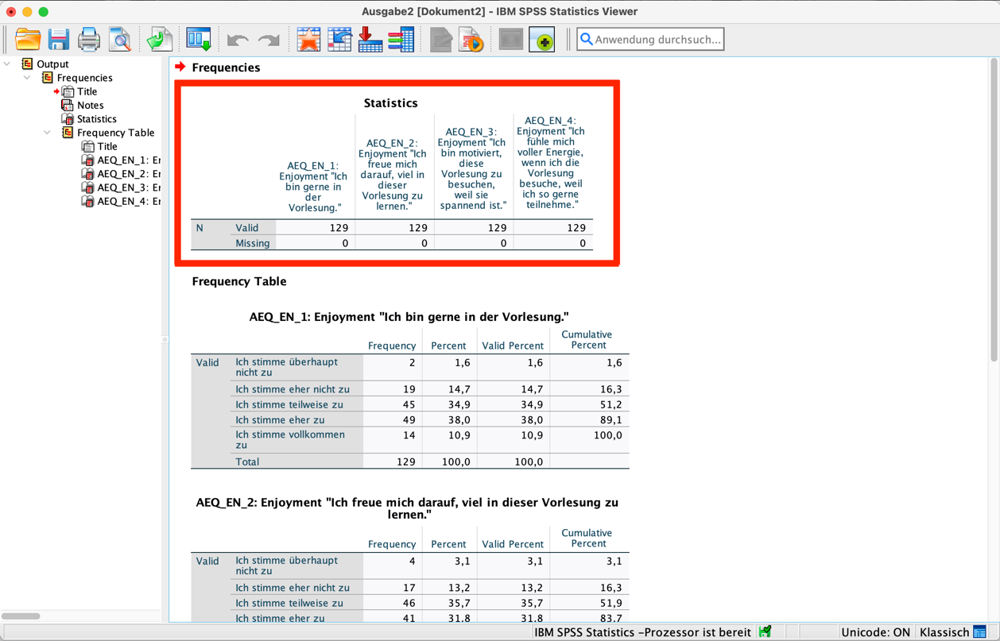 Ausgabe2 [Dokument2] - IBM SPSS Statistics Viewer
Anwendung durchsuch...
Output
Frequencies
Title
Notes
Statistics
Frequency Table
Title
AEQ_EN_1: Er
AEQ_EN_2: Er
AEQ_EN_3: Er
AEQ_EN_4: Er
Frequencies
Statistics
AEQ_EN_1:
Enjoyment "Ich
bin gerne in
der
Vorlesung."
AEQ_EN_2:
Enjoyment "Ich
freue mich
darauf, viel in
dieser
Vorlesung zu
lernen."
AEQ_EN_3:
Enjoyment "Ich
bin motiviert,
diese
Vorlesung zu
besuchen,
weil sie
spannend ist."
AEQ_EN_4:
Enjoyment "Ich
fühle mich
voller Energie,
wenn ich die
Vorlesung
besuche, weil
ich so gerne
teilnehme."
N Valid 129 129 129 129
Missing 0 0 0 0
Frequency Table
AEQ_EN_1: Enjoyment "Ich bin gerne in der Vorlesung."
Frequency Percent Valid Percent Cumulative
Percent
Valid Ich stimme überhaupt
nicht zu 2 1,6 1,6 1,6
Ich stimme eher nicht zu 19 14,7 14,7 16,3
Ich stimme teilweise zu 45 34,9 34,9 51,2
Ich stimme eher zu 49 38,0 38,0 89,1
Ich stimme vollkommen
zu 14 10,9 10,9 100,0
Total 129 100,0 100,0
AEQ_EN_2: Enjoyment "Ich freue mich darauf, viel in dieser Vorlesung zu
lernen."
Frequency Percent Valid Percent Cumulative
Percent
Valid Ich stimme überhaupt
nicht zu 4 3,1 3,1 3,1
Ich stimme eher nicht zu 17 13,2 13,2 16,3
Ich stimme teilweise zu 46 35,7 35,7 51,9
Ich stimme eher zu 41 31,8 31,8 83,7
IBM SPSS Statistics -Prozessor ist bereit
Unicode: ON
Klassisch